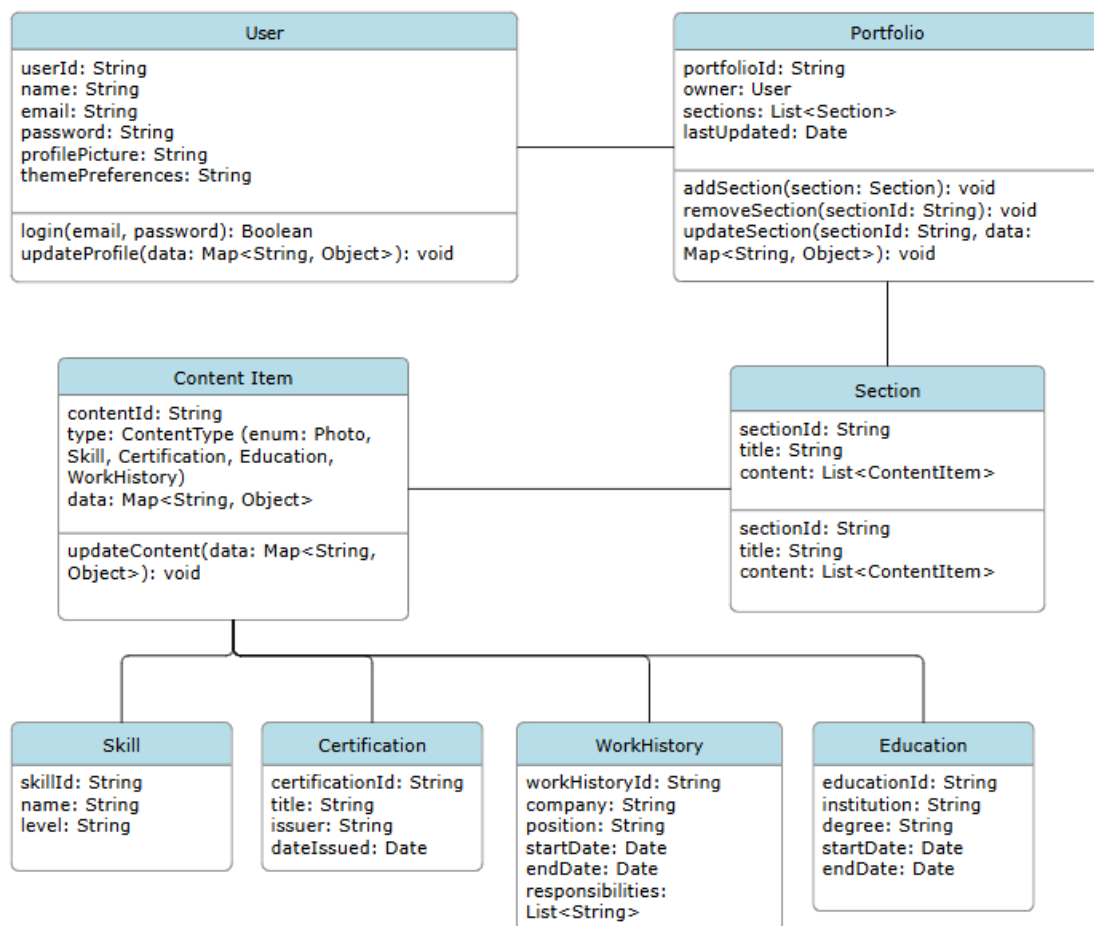 User
userId: String
name: String
email: String
password: String
profilePicture: String
themePreferences: String
login(email, password): Boolean
updateProfile(data: Map<String, Object>): void
Portfolio
portfolioId: String
owner: User
sections: List<Section>
lastUpdated: Date
addSection(section: Section): void
removeSection(sectionId: String): void
updateSection(sectionId: String, data:
Map<String, Object>): void
Content Item
contentId: String
type: ContentType (enum: Photo,
Skill, Certification, Education,
WorkHistory)
data: Map<String, Object>
updateContent(data: Map<String,
Object>): void
Section
sectionId: String
title: String
content: List<ContentItem>
sectionId: String
title: String
content: List<ContentItem>
Skill
skillId: String
name: String
level: String
Certification
certificationId: String
title: String
issuer: String
dateIssued: Date
WorkHistory
workHistoryId: String
company: String
position: String
startDate: Date
endDate: Date
responsibilities:
List<String>
Education
educationId: String
institution: String
degree: String
startDate: Date
endDate: Date